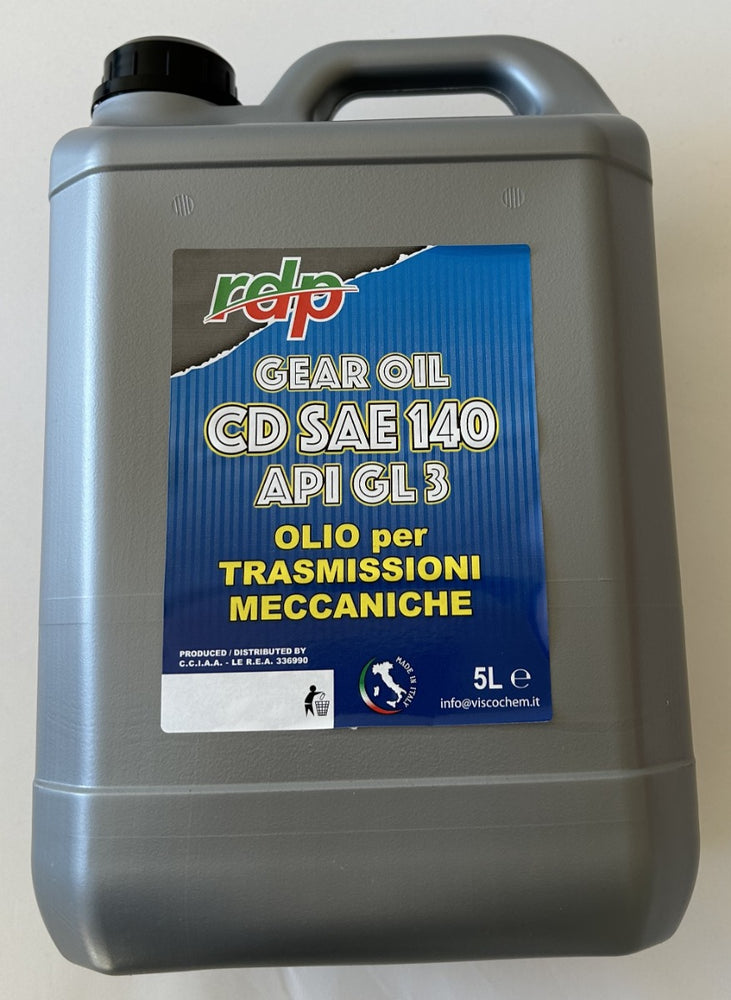 rdp
GEAR OIL
CD SAE 140
API GL 3
OLIO per
TRASMISSIONI
MECCANICHE
PRODUCED / DISTRIBUTED BY
C.C.I.A.A. - LE R.E.A. 336990
MADE IN ITALY
5L ℮
info@viscochem.it